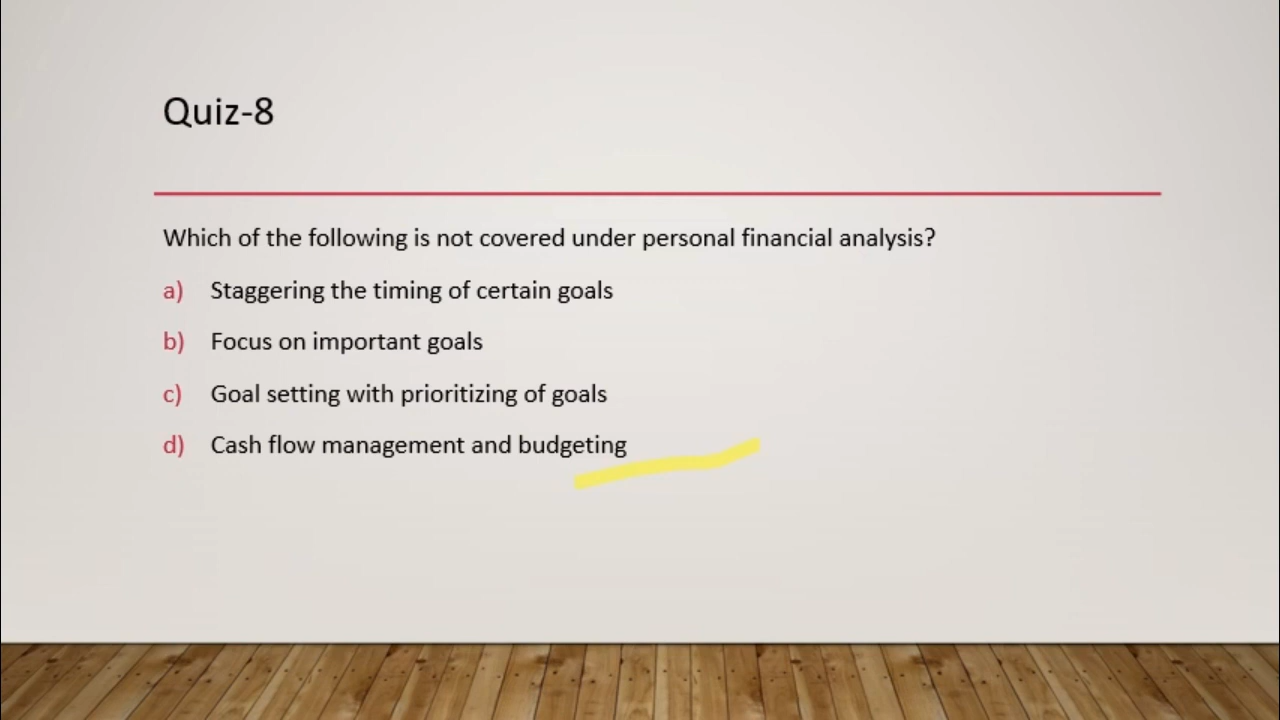 Quiz-8
Which of the following is not covered under personal financial analysis?
a) Staggering the timing of certain goals
b) Focus on important goals
c) Goal setting with prioritizing of goals
d) Cash flow management and budgeting